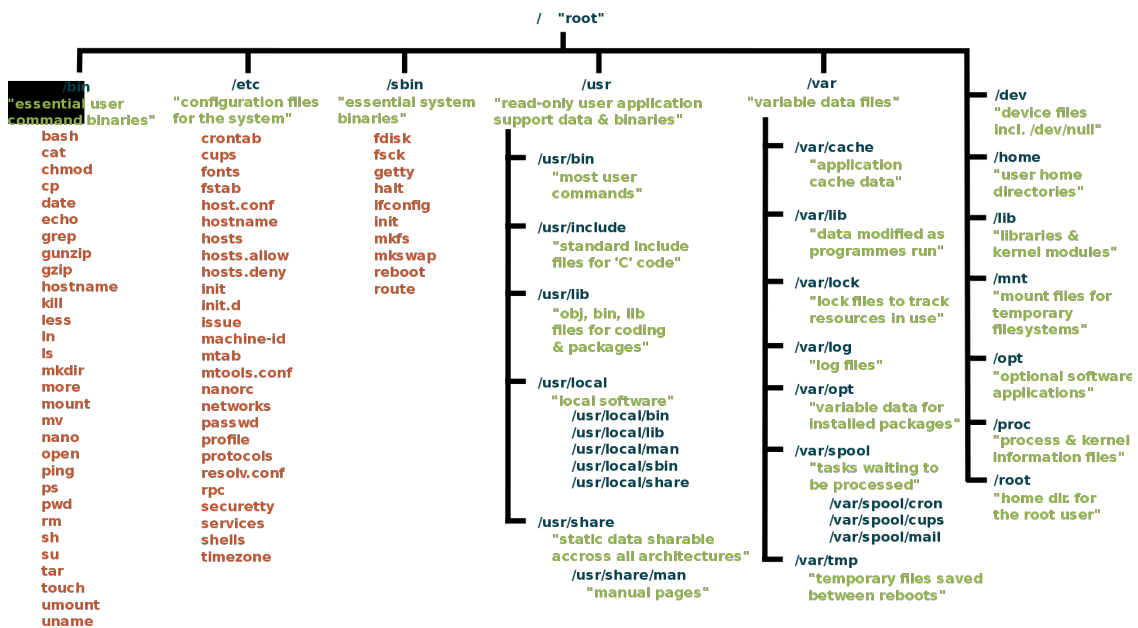 / "root"
/bin
"essential user
command binaries"
bash
cat
chmod
cp
date
echo
grep
gunzip
gzip
hostname
kill
less
ln
ls
mkdir
more
mount
mv
nano
open
ping
ps
pwd
rm
sh
su
tar
touch
umount
uname
/etc
"configuration files
for the system"
crontab
cups
fonts
fstab
host.conf
hostname
hosts
hosts.allow
hosts.deny
init
init.d
issue
machine-id
mtab
mtools.conf
nanorc
networks
passwd
profile
protocols
resolv.conf
rpc
securetty
services
shells
timezone
/sbin
"essential system
binaries"
fdisk
fsck
getty
halt
ifconfig
init
mkfs
mkswap
reboot
route
/usr
"read-only user application
support data & binaries"
/usr/bin
"most user
commands"
/usr/include
"standard include
files for 'C' code"
/usr/lib
"obj, bin, lib
files for coding
& packages"
/usr/local
"local software"
/usr/local/bin
/usr/local/lib
/usr/local/man
/usr/local/sbin
/usr/local/share
/usr/share
"static data sharable
accross all architectures"
/usr/share/man
"manual pages"
/var
"variable data files"
/var/cache
"application
cache data"
/var/lib
"data modified as
programmes run"
/var/lock
"lock files to track
resources in use"
/var/log
"log files"
/var/opt
"variable data for
installed packages"
/var/spool
"tasks waiting to
be processed"
/var/spool/cron
/var/spool/cups
/var/spool/mail
/var/tmp
"temporary files saved
between reboots"
/dev
"device files
incl. /dev/null"
/home
"user home
directories"
/lib
"libraries &
kernel modules"
/mnt
"mount files for
temporary
filesystems"
/opt
"optional software
applications"
/proc
"process & kernel
information files"
/root
"home dir. for
the root user"